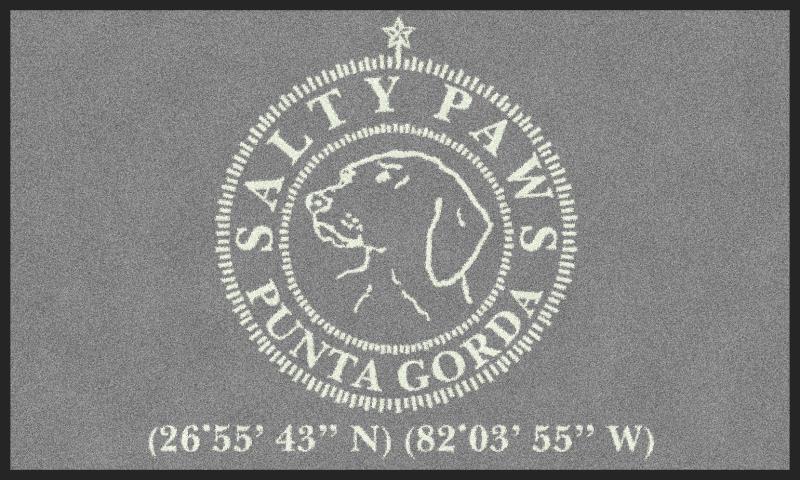 SALTY PAWS
PUNTA GORDA
(26°55’ 43” N) (82°03’ 55” W)